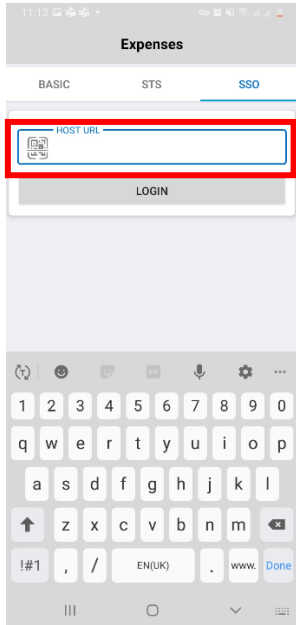 11:13
Expenses
BASIC STS SSO
HOST URL
LOGIN
GIF
1 2 3 4 5 6 7 8 9 0
q w e r t y u i o p
a s d f g h j k l
z x c v b n m
!#1 , / EN(UK) . www. Done